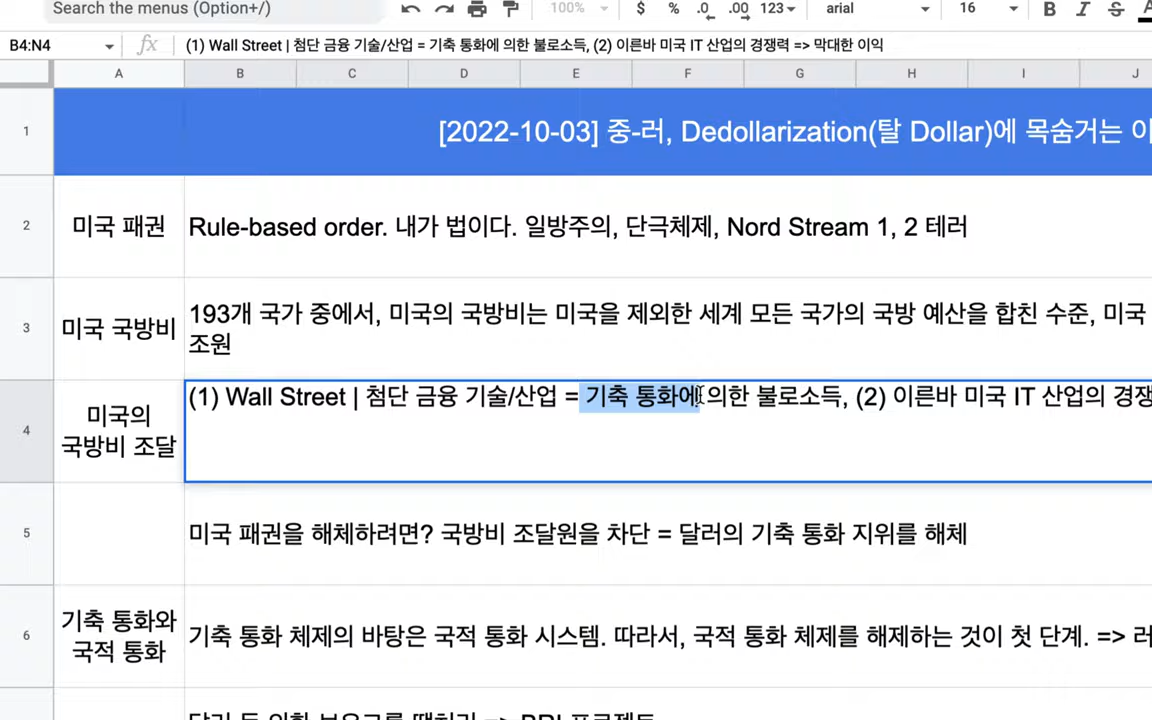 Search the menus (Option+/)
100%
$ % .0 .00 123
arial
16
B I S A
B4:N4
fx
(1) Wall Street | 첨단 금융 기술/산업 = 기축 통화에 의한 불로소득, (2) 이른바 미국 IT 산업의 경쟁력 => 막대한 이익
A B C D E F G H I J
1
[2022-10-03] 중-러, Dedollarization(탈 Dollar)에 목숨거는 이
2
미국 패권
Rule-based order. 내가 법이다. 일방주의, 단극체제, Nord Stream 1, 2 테러
3
미국 국방비
193개 국가 중에서, 미국의 국방비는 미국을 제외한 세계 모든 국가의 국방 예산을 합친 수준, 미국
조원
4
미국의
국방비 조달
(1) Wall Street | 첨단 금융 기술/산업 = 기축 통화에 의한 불로소득, (2) 이른바 미국 IT 산업의 경쟁
5
미국 패권을 해체하려면? 국방비 조달원을 차단 = 달러의 기축 통화 지위를 해체
6
기축 통화와
국적 통화
기축 통화 체제의 바탕은 국적 통화 시스템. 따라서, 국적 통화 체제를 해제하는 것이 첫 단계. => 러